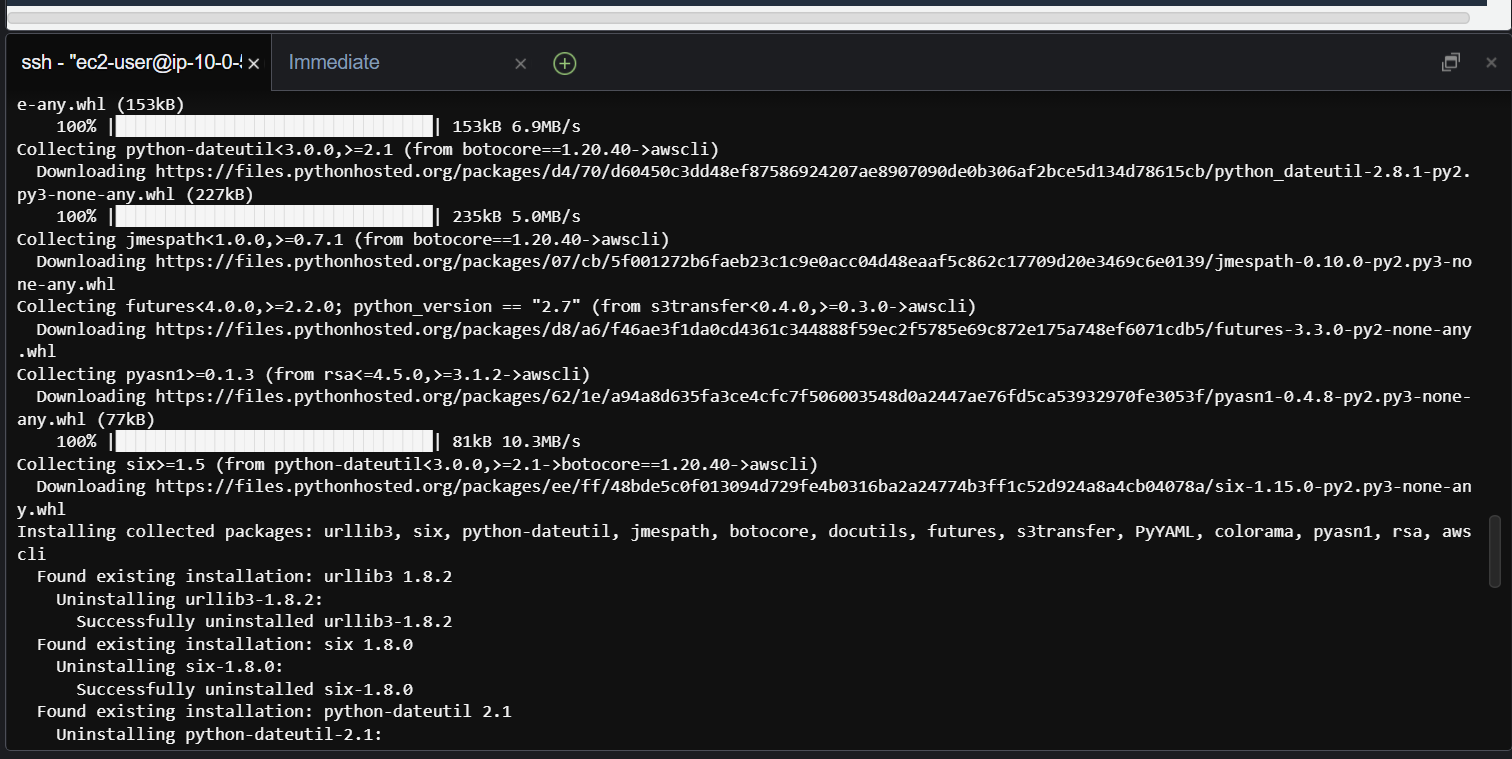 ssh - "ec2-user@ip-10-0-5 × Immediate ×
e-any.whl (153kB)
100% |████████████████████████████████| 153kB 6.9MB/s
Collecting python-dateutil<3.0.0,>=2.1 (from botocore==1.20.40->awscli)
Downloading https://files.pythonhosted.org/packages/d4/70/d60450c3dd48ef87586924207ae8907090de0b306af2bce5d134d78615cb/python_dateutil-2.8.1-py2.
py3-none-any.whl (227kB)
100% |████████████████████████████████| 235kB 5.0MB/s
Collecting jmespath<1.0.0,>=0.7.1 (from botocore==1.20.40->awscli)
Downloading https://files.pythonhosted.org/packages/07/cb/5f001272b6faeb23c1c9e0acc04d48eaaf5c862c17709d20e3469c6e0139/jmespath-0.10.0-py2.py3-no
ne-any.whl
Collecting futures<4.0.0,>=2.2.0; python_version == "2.7" (from s3transfer<0.4.0,>=0.3.0->awscli)
Downloading https://files.pythonhosted.org/packages/d8/a6/f46ae3f1da0cd4361c344888f59ec2f5785e69c872e175a748ef6071cdb5/futures-3.3.0-py2-none-any
.whl
Collecting pyasn1>=0.1.3 (from rsa<=4.5.0,>=3.1.2->awscli)
Downloading https://files.pythonhosted.org/packages/62/1e/a94a8d635fa3ce4cfc7f506003548d0a2447ae76fd5ca53932970fe3053f/pyasn1-0.4.8-py2.py3-none-
any.whl (77kB)
100% |████████████████████████████████| 81kB 10.3MB/s
Collecting six>=1.5 (from python-dateutil<3.0.0,>=2.1->botocore==1.20.40->awscli)
Downloading https://files.pythonhosted.org/packages/ee/ff/48bde5c0f013094d729fe4b0316ba2a24774b3ff1c52d924a8a4cb04078a/six-1.15.0-py2.py3-none-an
y.whl
Installing collected packages: urllib3, six, python-dateutil, jmespath, botocore, docutils, futures, s3transfer, PyYAML, colorama, pyasn1, rsa, aws
cli
Found existing installation: urllib3 1.8.2
Uninstalling urllib3-1.8.2:
Successfully uninstalled urllib3-1.8.2
Found existing installation: six 1.8.0
Uninstalling six-1.8.0:
Successfully uninstalled six-1.8.0
Found existing installation: python-dateutil 2.1
Uninstalling python-dateutil-2.1: